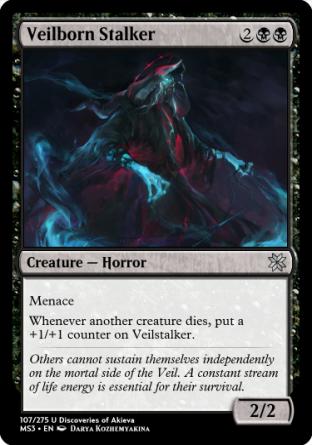 Veilborn Stalker 2
Creature — Horror
Menace
Whenever another creature dies, put a
+1/+1 counter on Veilstalker.
Others cannot sustain themselves independently
on the mortal side of the Veil. A constant stream
of life energy is essential for their survival.
2/2
107/275 U Discoveries of Akieva
MS3 • EN Darya Kozhemyakina